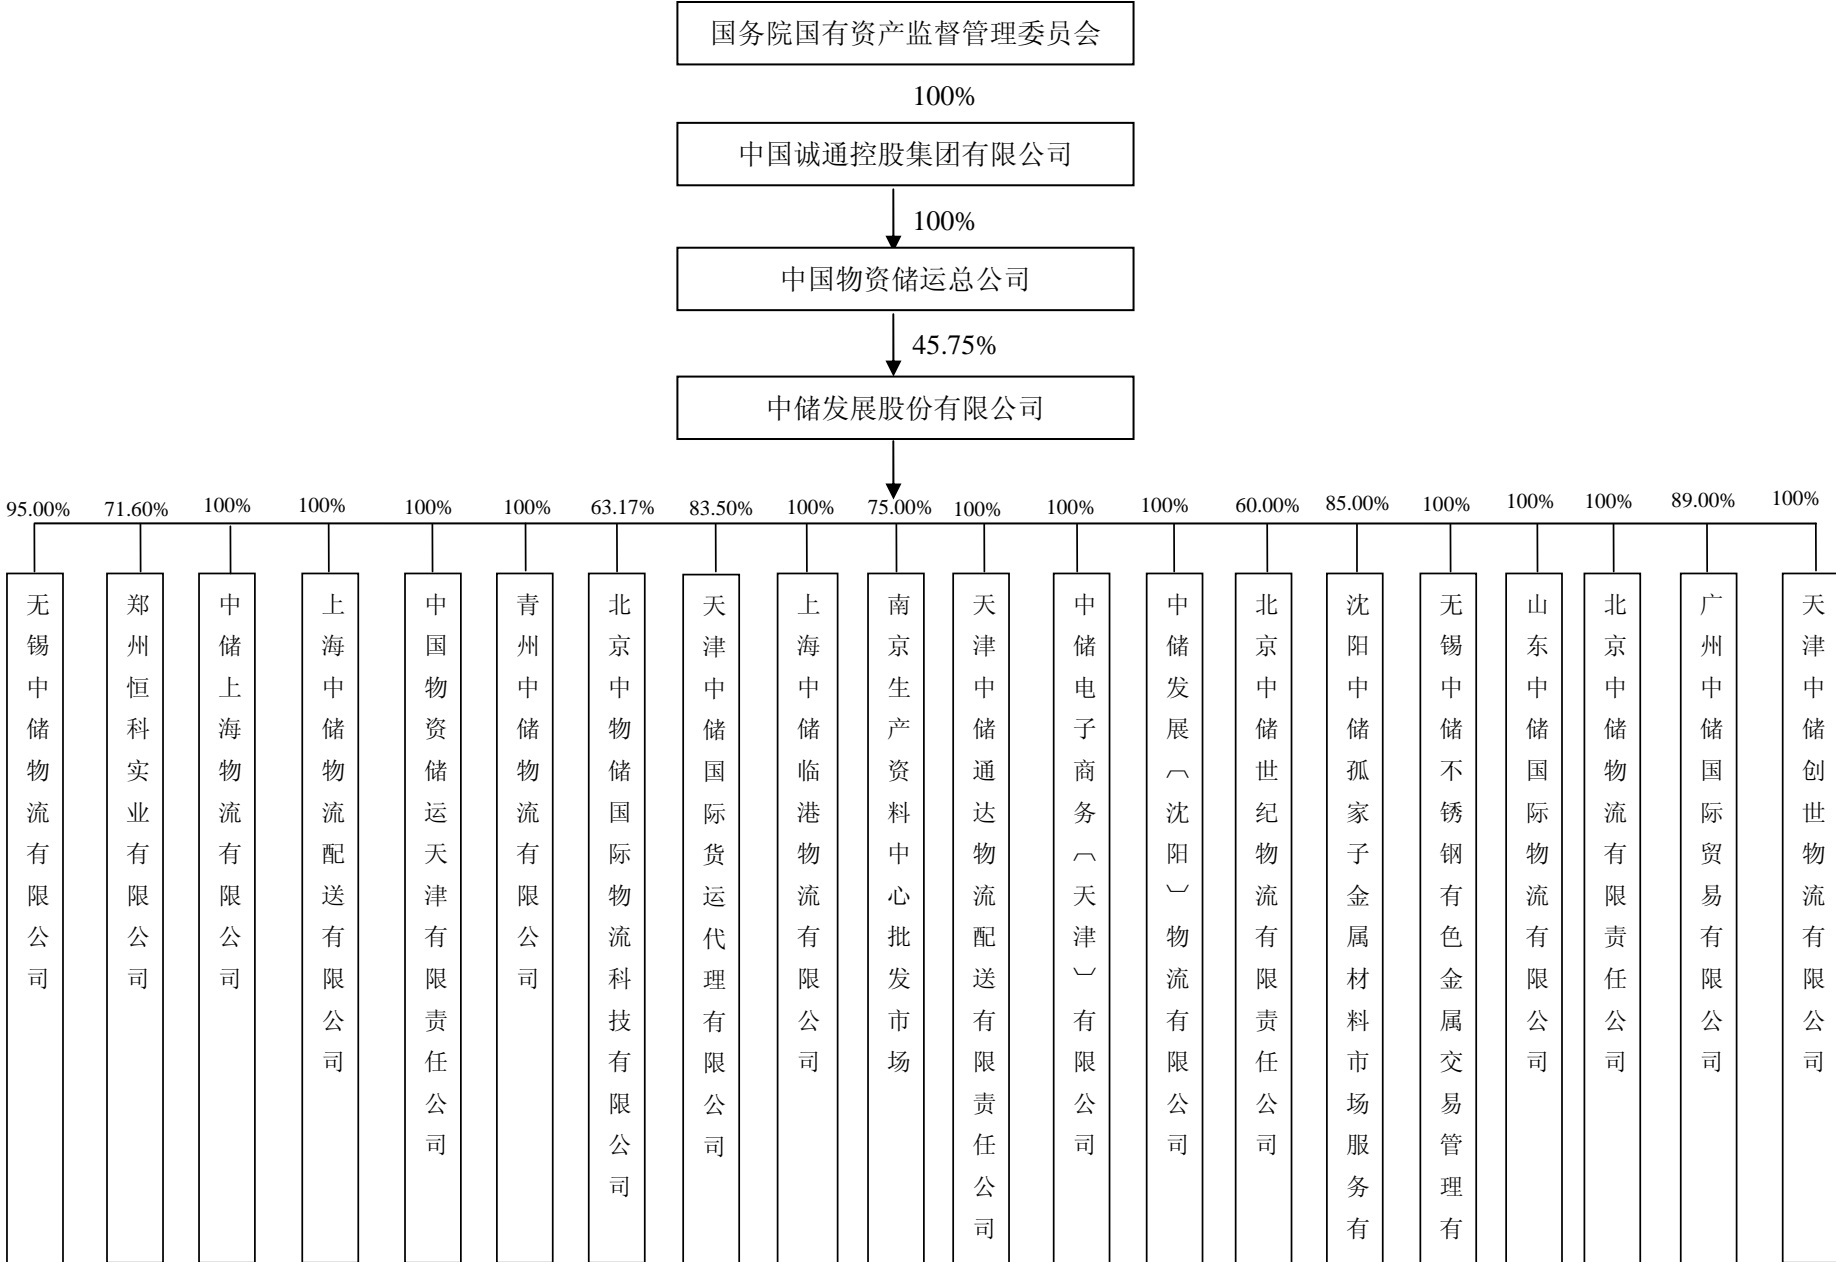 国务院国有资产监督管理委员会
100%
中国诚通控股集团有限公司
100%
中国物资储运总公司
45.75%
中储发展股份有限公司
95.00%
71.60%
100%
100%
100%
100%
63.17%
83.50%
100%
75.00%
100%
100%
100%
60.00%
85.00%
100%
100%
100%
89.00%
100%
无锡中储物流有限公司
郑州恒科实业有限公司
中储上海物流有限公司
上海中储物流配送有限公司
中国物资储运天津有限责任公司
青州中储物流有限公司
北京中物储国际物流科技有限公司
天津中储国际货运代理有限公司
上海中储临港物流有限公司
南京生产资料中心批发市场
天津中储通达物流配送有限责任公司
中储电子商务（天津）有限公司
中储发展（沈阳）物流有限公司
北京中储世纪物流有限责任公司
沈阳中储孤家子金属材料市场服务有
无锡中储不锈钢有色金属交易管理有
山东中储国际物流有限公司
北京中储物流有限责任公司
广州中储国际贸易有限公司
天津中储创世物流有限公司